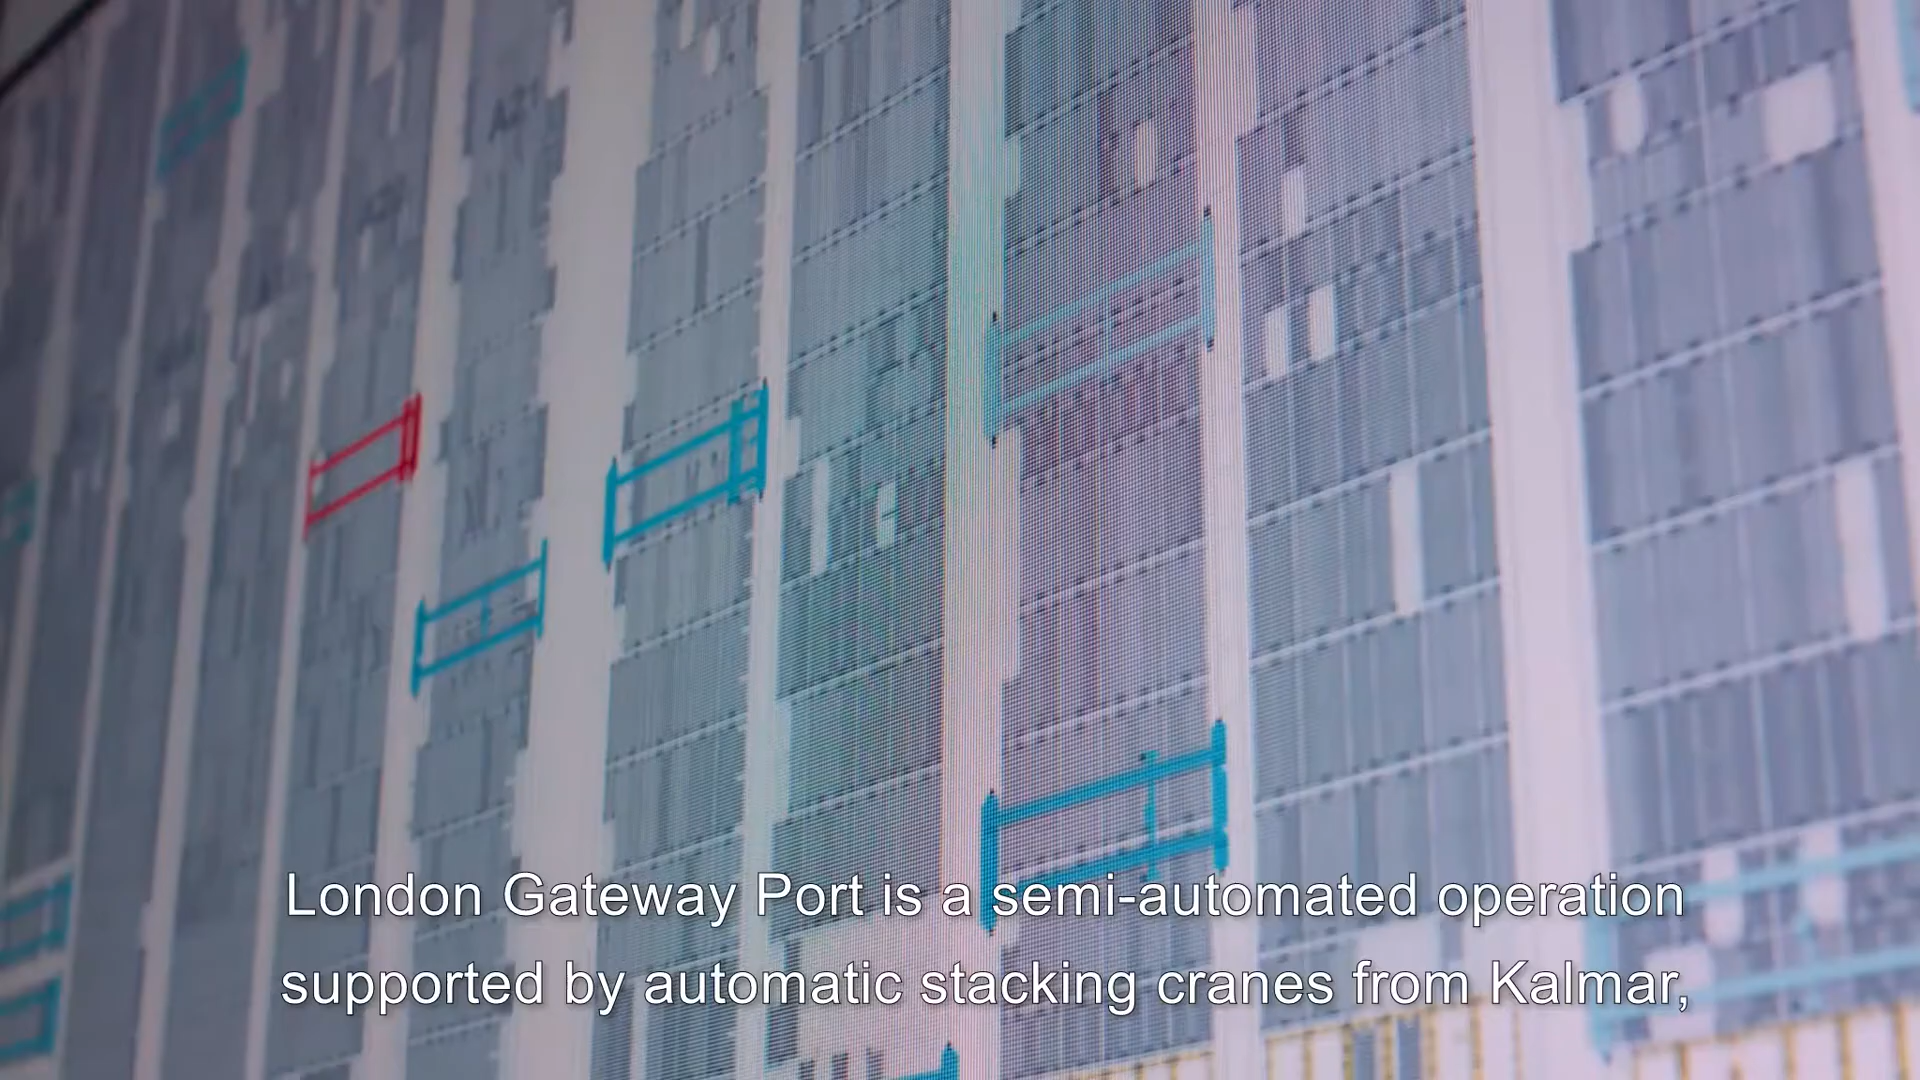 London Gateway Port is a semi-automated operation
supported by automatic stacking cranes from Kalmar,